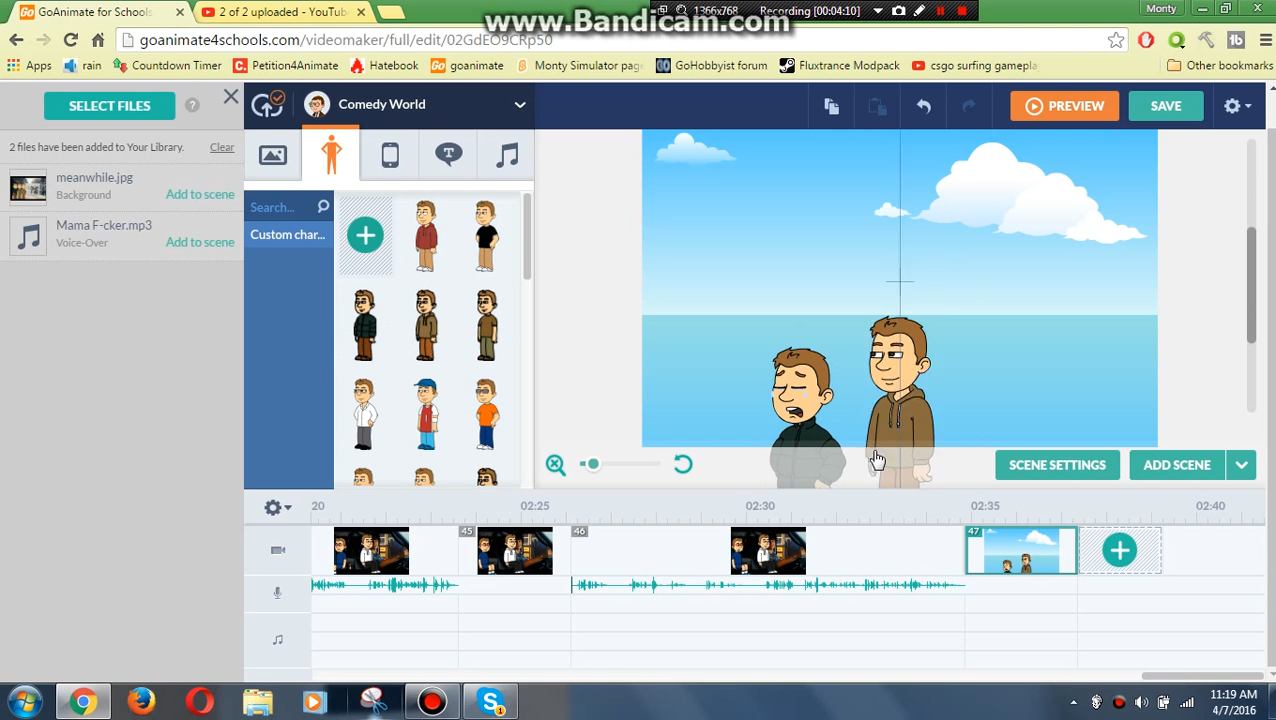 GoAnimate for Schools
2 of 2 uploaded - YouTube
www.Bandicam.com
1366x768
Recording [00:04:10]
Monty
goanimate4schools.com/videomaker/full/edit/02GdEO9CRp50
Apps
rain
Countdown Timer
Petition4Animate
Hatebook
goanimate
Monty Simulator page
GoHobbyist forum
Fluxtrance Modpack
csso surfing gamepla
Other bookmarks
SELECT FILES
?
Comedy World
PREVIEW
SAVE
2 files have been added to Your Library.
Clear
meanwhile.jpg
Background
Add to scene
Mama F-cker.mp3
Voice-Over
Add to scene
Search...
Custom char...
SCENE SETTINGS
ADD SCENE
20
02:25
02:30
02:35
02:40
45
46
47
11:19 AM
4/7/2016